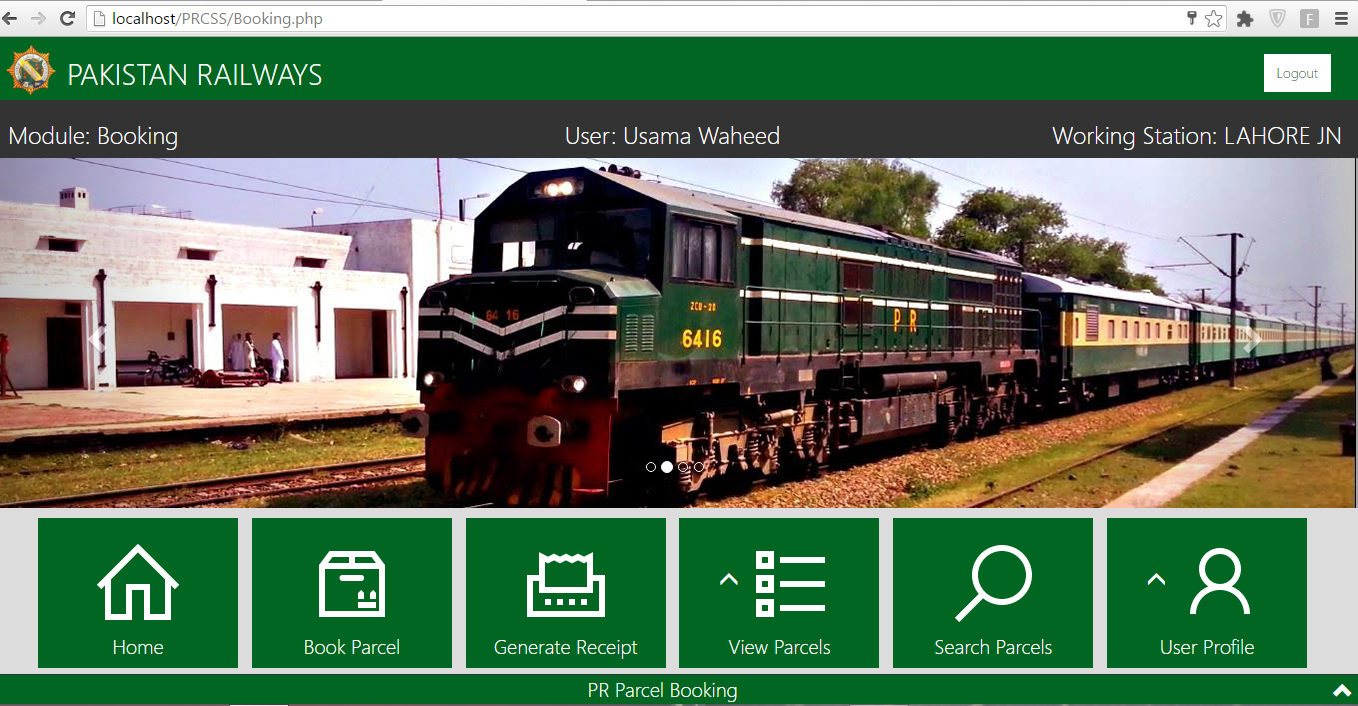 localhost/PRCSS/Booking.php
F
PAKISTAN RAILWAYS
Logout
Module: Booking
User: Usama Waheed
Working Station: LAHORE JN
ZCU-20
64 16
6416
P R
Home
Book Parcel
Generate Receipt
View Parcels
Search Parcels
User Profile
PR Parcel Booking